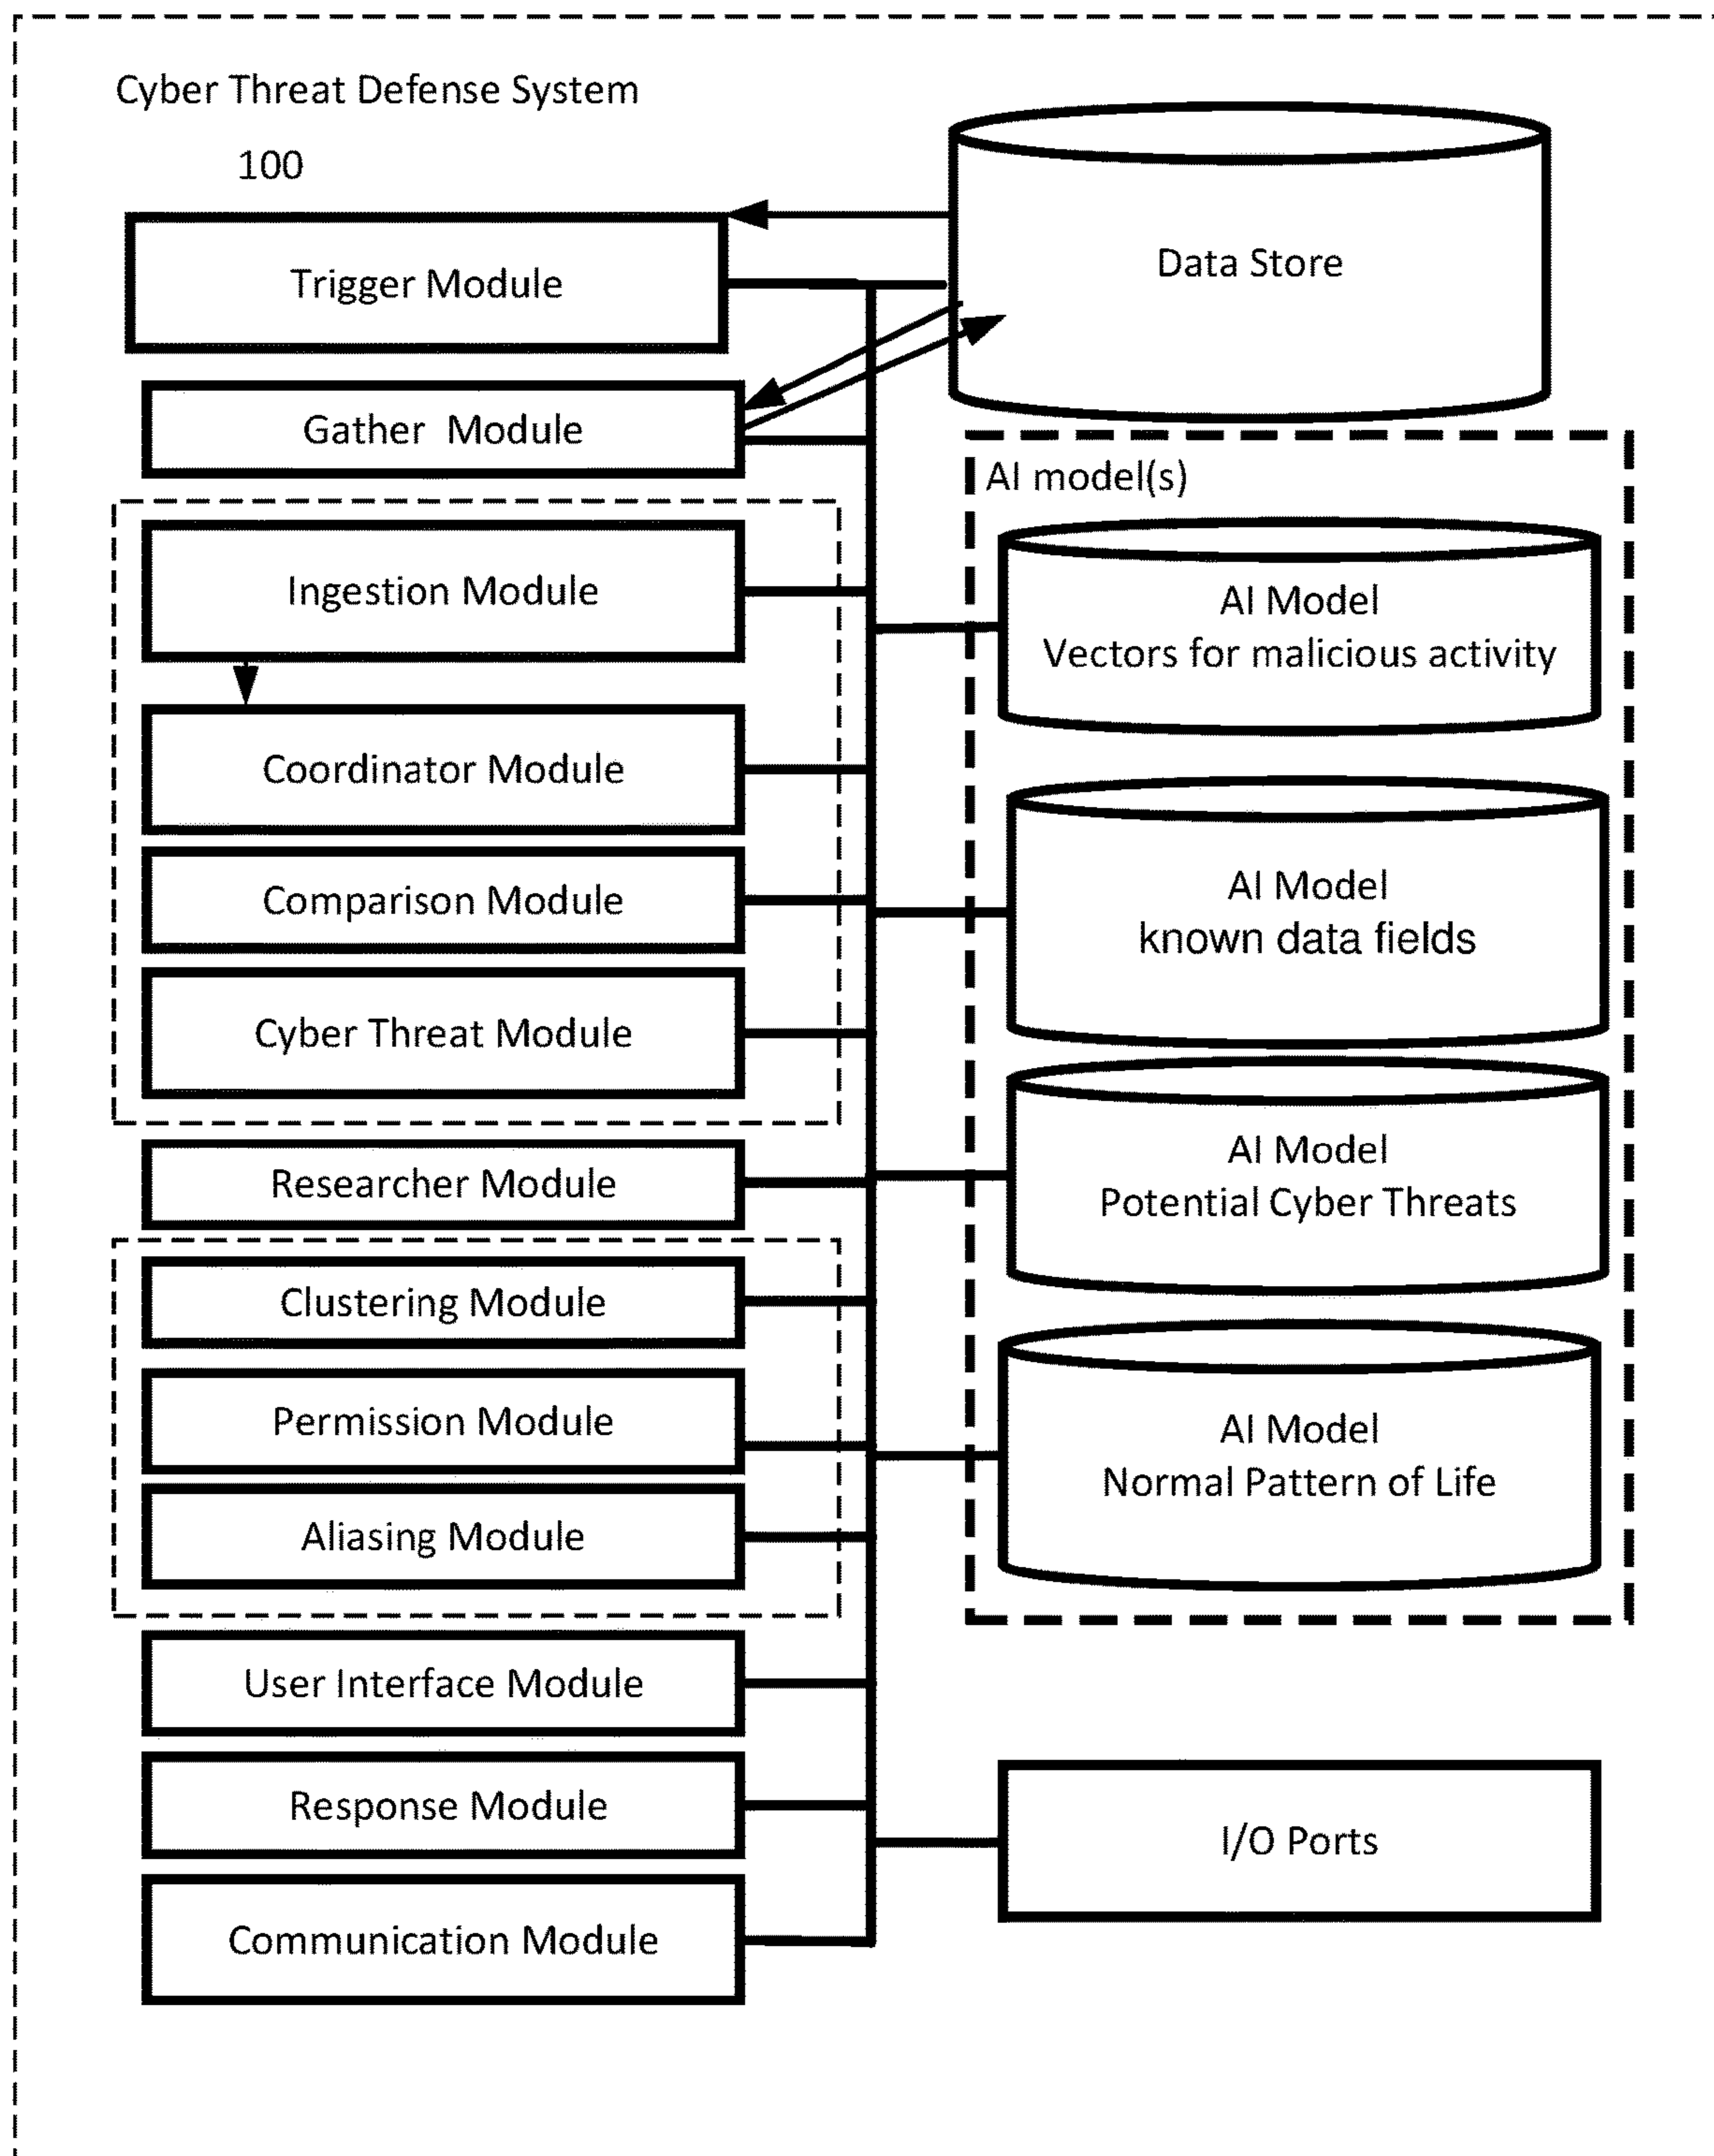 Cyber Threat Defense System
100
Trigger Module
Data Store
Gather  Module
AI model(s)
Ingestion Module
AI Model
Vectors for malicious activity
Coordinator Module
Comparison Module
AI Model
known data fields
Cyber Threat Module
Researcher Module
AI Model
Potential Cyber Threats
Clustering Module
Permission Module
AI Model
Normal Pattern of Life
Aliasing Module
User Interface Module
Response Module
I/O Ports
Communication Module